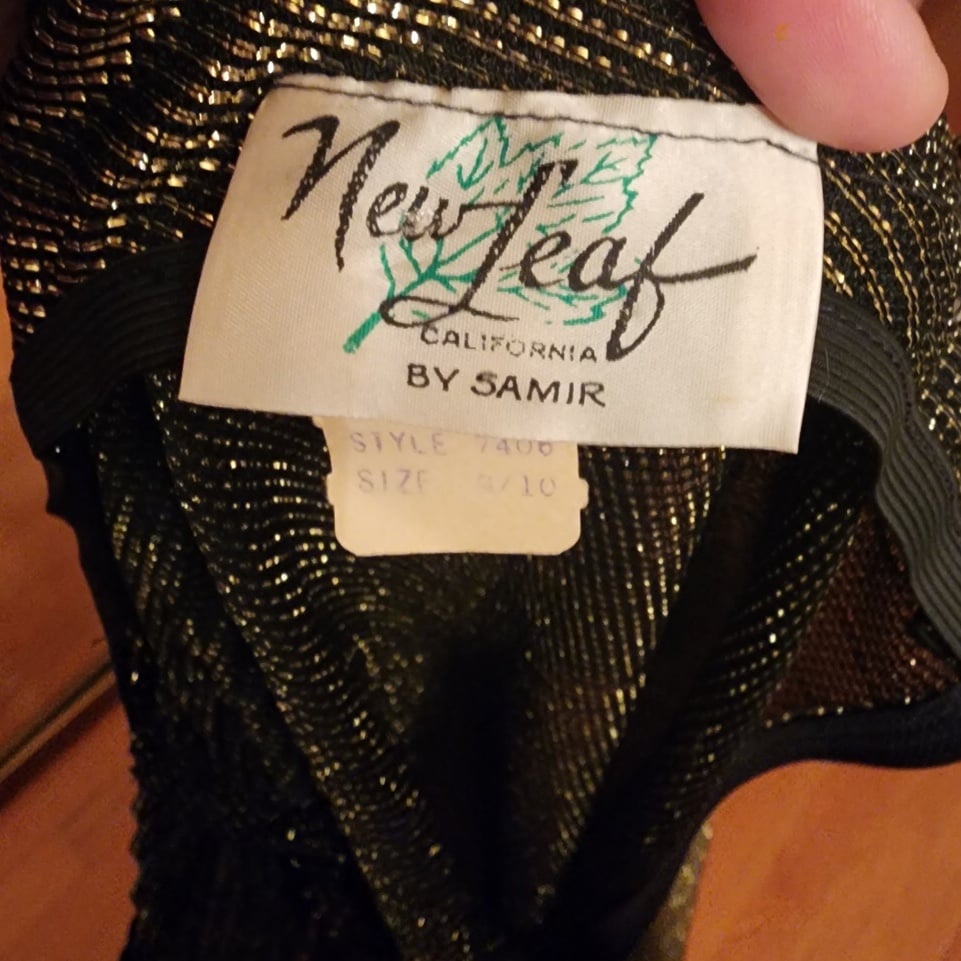 New Leaf
CALIFORNIA
BY SAMIR
STYLE 7406
SIZE 9/10